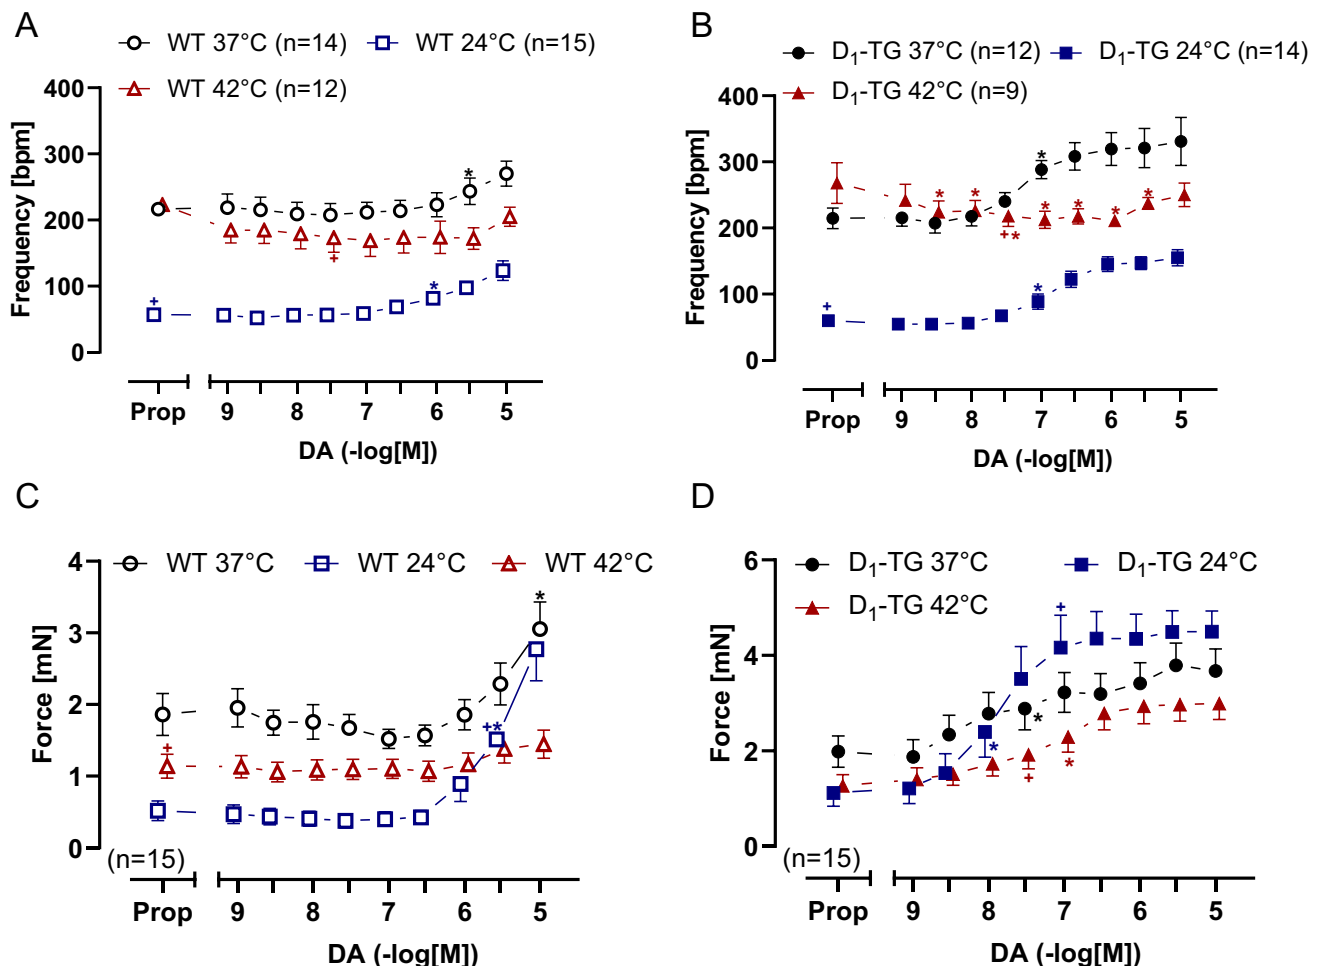 A
WT 37°C (n=14) WT 24°C (n=15)
WT 42°C (n=12)
Frequency [bpm]
400
300
200
100
0
* + + *
Prop 9 8 7 6 5
DA (-log[M])
B
D1-TG 37°C (n=12) D1-TG 24°C (n=14)
D1-TG 42°C (n=9)
Frequency [bpm]
400
300
200
100
0
* * * +* * * * * + *
Prop 9 8 7 6 5
DA (-log[M])
C
WT 37°C WT 24°C WT 42°C
Force [mN]
4
3
2
1
0
* + +*
(n=15)
Prop 9 8 7 6 5
DA (-log[M])
D
D1-TG 37°C D1-TG 24°C
D1-TG 42°C
Force [mN]
6
4
2
0
+ * * + *
(n=15)
Prop 9 8 7 6 5
DA (-log[M])